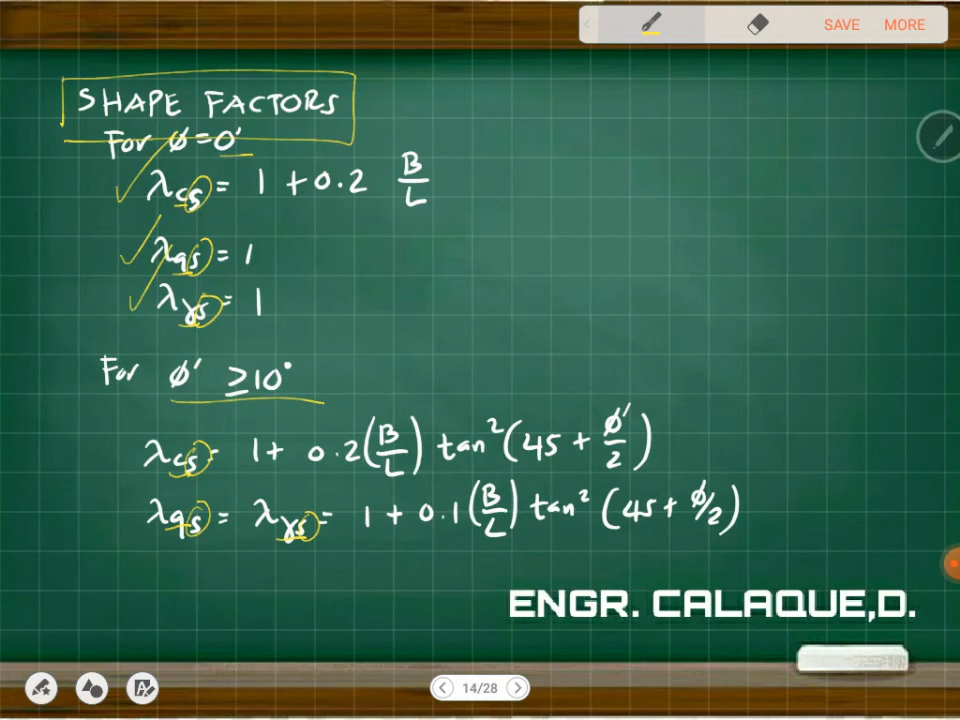 SAVE MORE
SHAPE FACTORS
For ϕ = 0'
λcs = 1 + 0.2 B/L
λqs = 1
λγs = 1
For ϕ' ≥ 10°
λcs = 1 + 0.2 (B/L) tan² (45 + ϕ'/2)
λqs = λγs = 1 + 0.1 (B/L) tan² (45 + ϕ/2)
ENGR. CALAQUE,D.
14/28